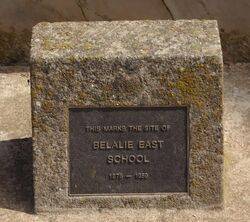 THIS MARKS THE SITE OF
BELALIE EAST
SCHOOL